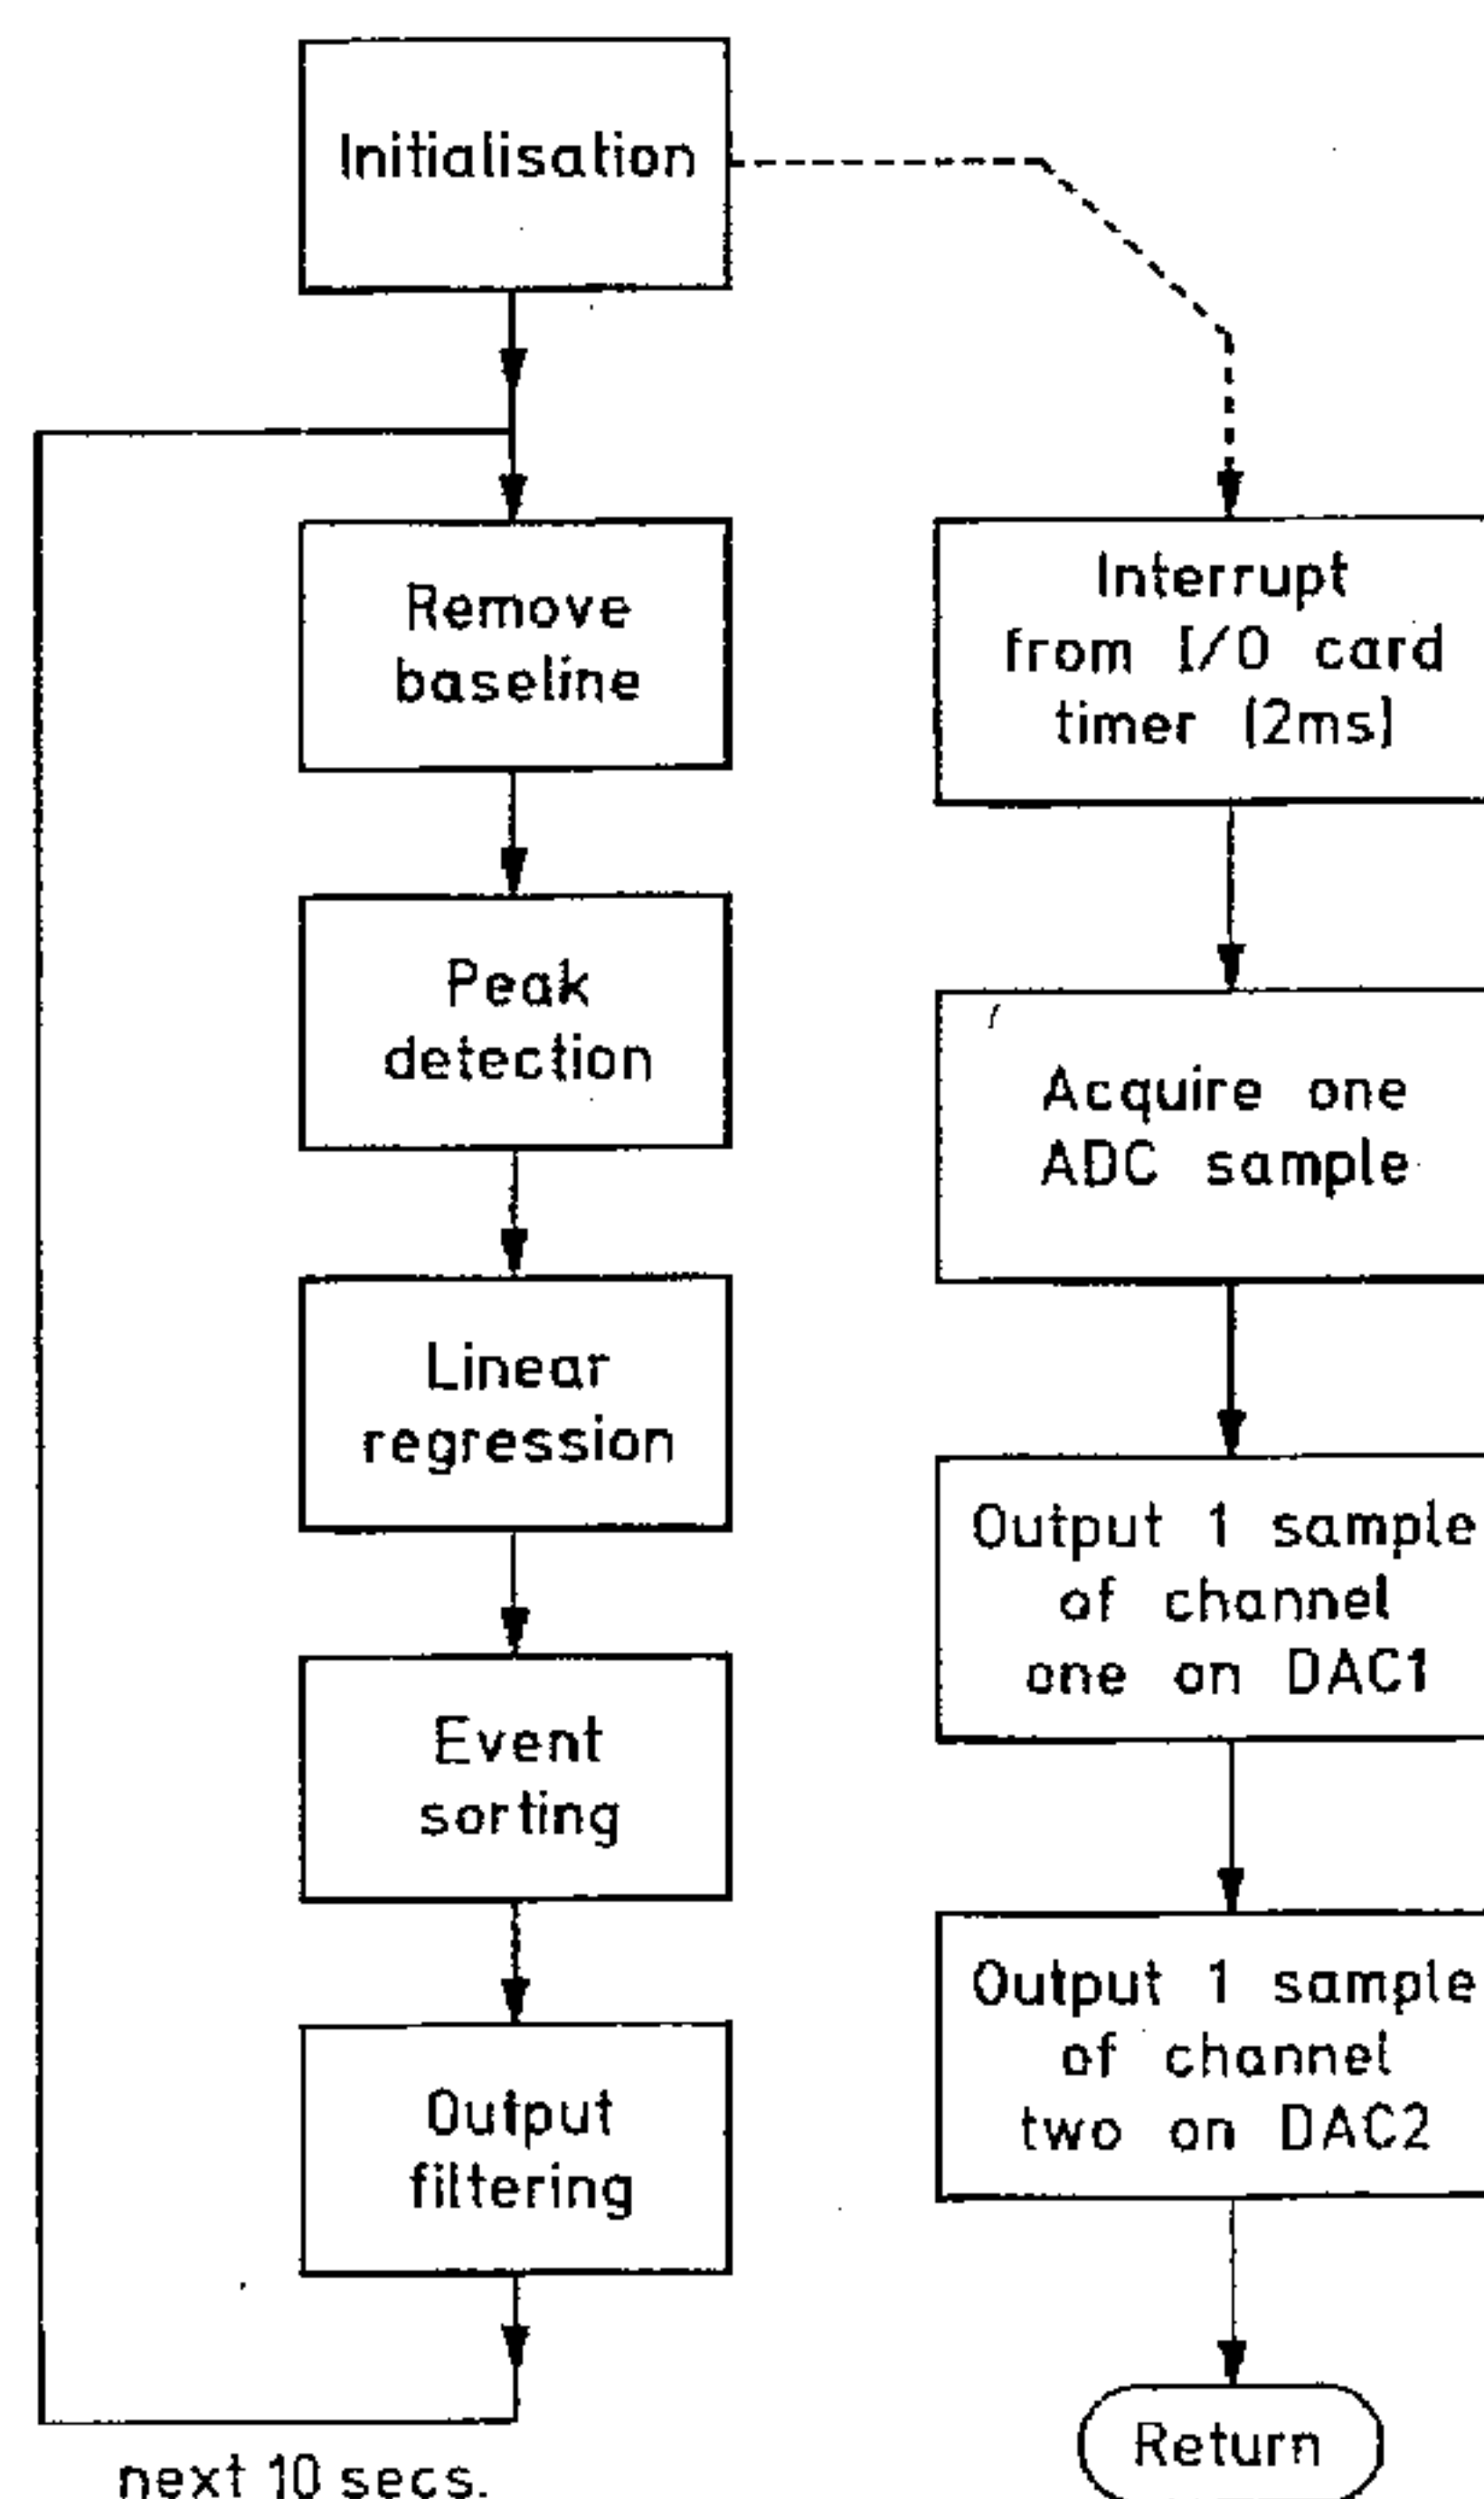 Initialisation
Remove
baseline
Peak
detection
Linear
regression
Event
sorting
Output
filtering
next 10 secs.
Interrupt
from I/O card
timer (2ms)
Acquire one
ADC sample
Output 1 sample
of channel
one on DAC1
Output 1 sample
of channel
two on DAC2
Return